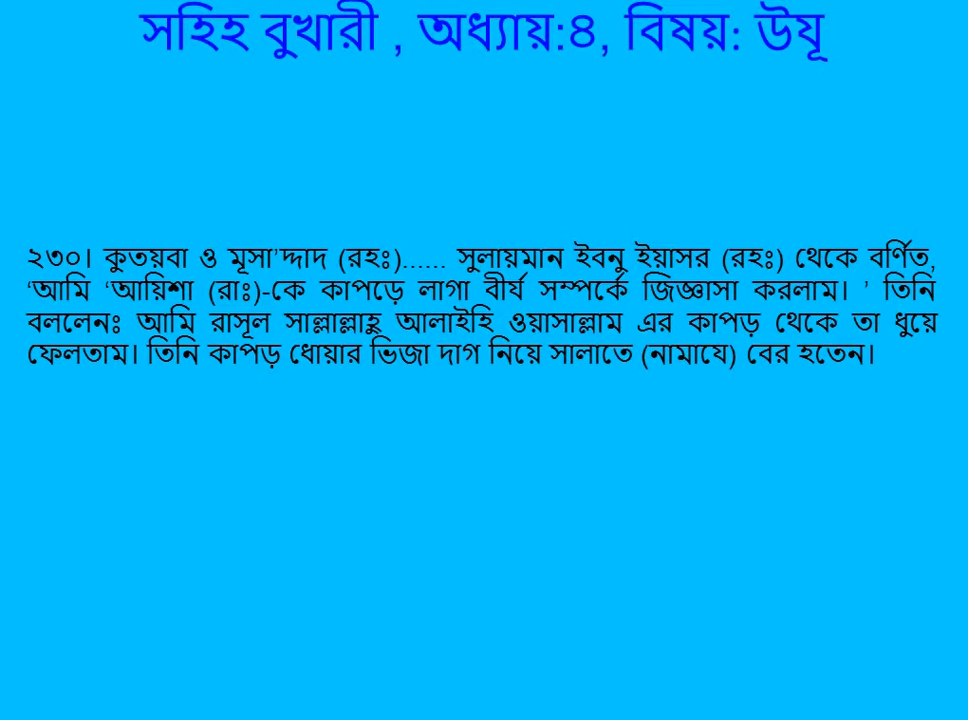 সহিহ বুখারী , অধ্যায়:৪, বিষয়: উযূ
২৩০। কুতয়বা ও মূসা’দ্দাদ (রহঃ)...... সুলায়মান ইবনু ইয়াসর (রহঃ) থেকে বর্ণিত,
‘আমি ‘আয়িশা (রাঃ)-কে কাপড়ে লাগা বীর্য সম্পর্কে জিজ্ঞাসা করলাম। ’ তিনি
বললেনঃ আমি রাসূল সাল্লাল্লাহু আলাইহি ওয়াসাল্লাম এর কাপড় থেকে তা ধুয়ে
ফেলতাম। তিনি কাপড় ধোয়ার ভিজা দাগ নিয়ে সালাতে (নামাযে) বের হতেন।